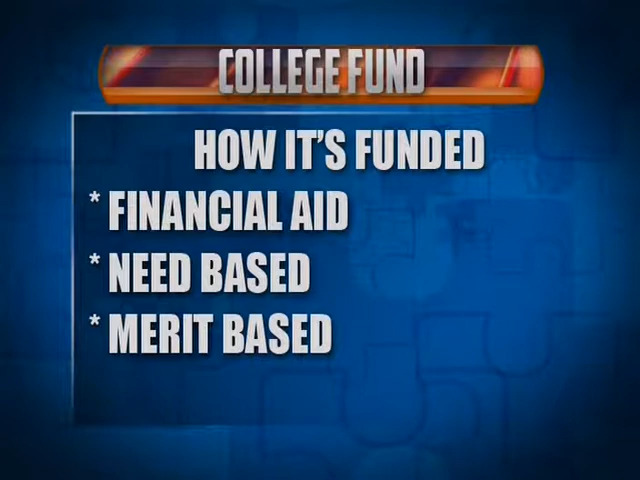 COLLEGE FUND
HOW IT'S FUNDED
* FINANCIAL AID
* NEED BASED
* MERIT BASED